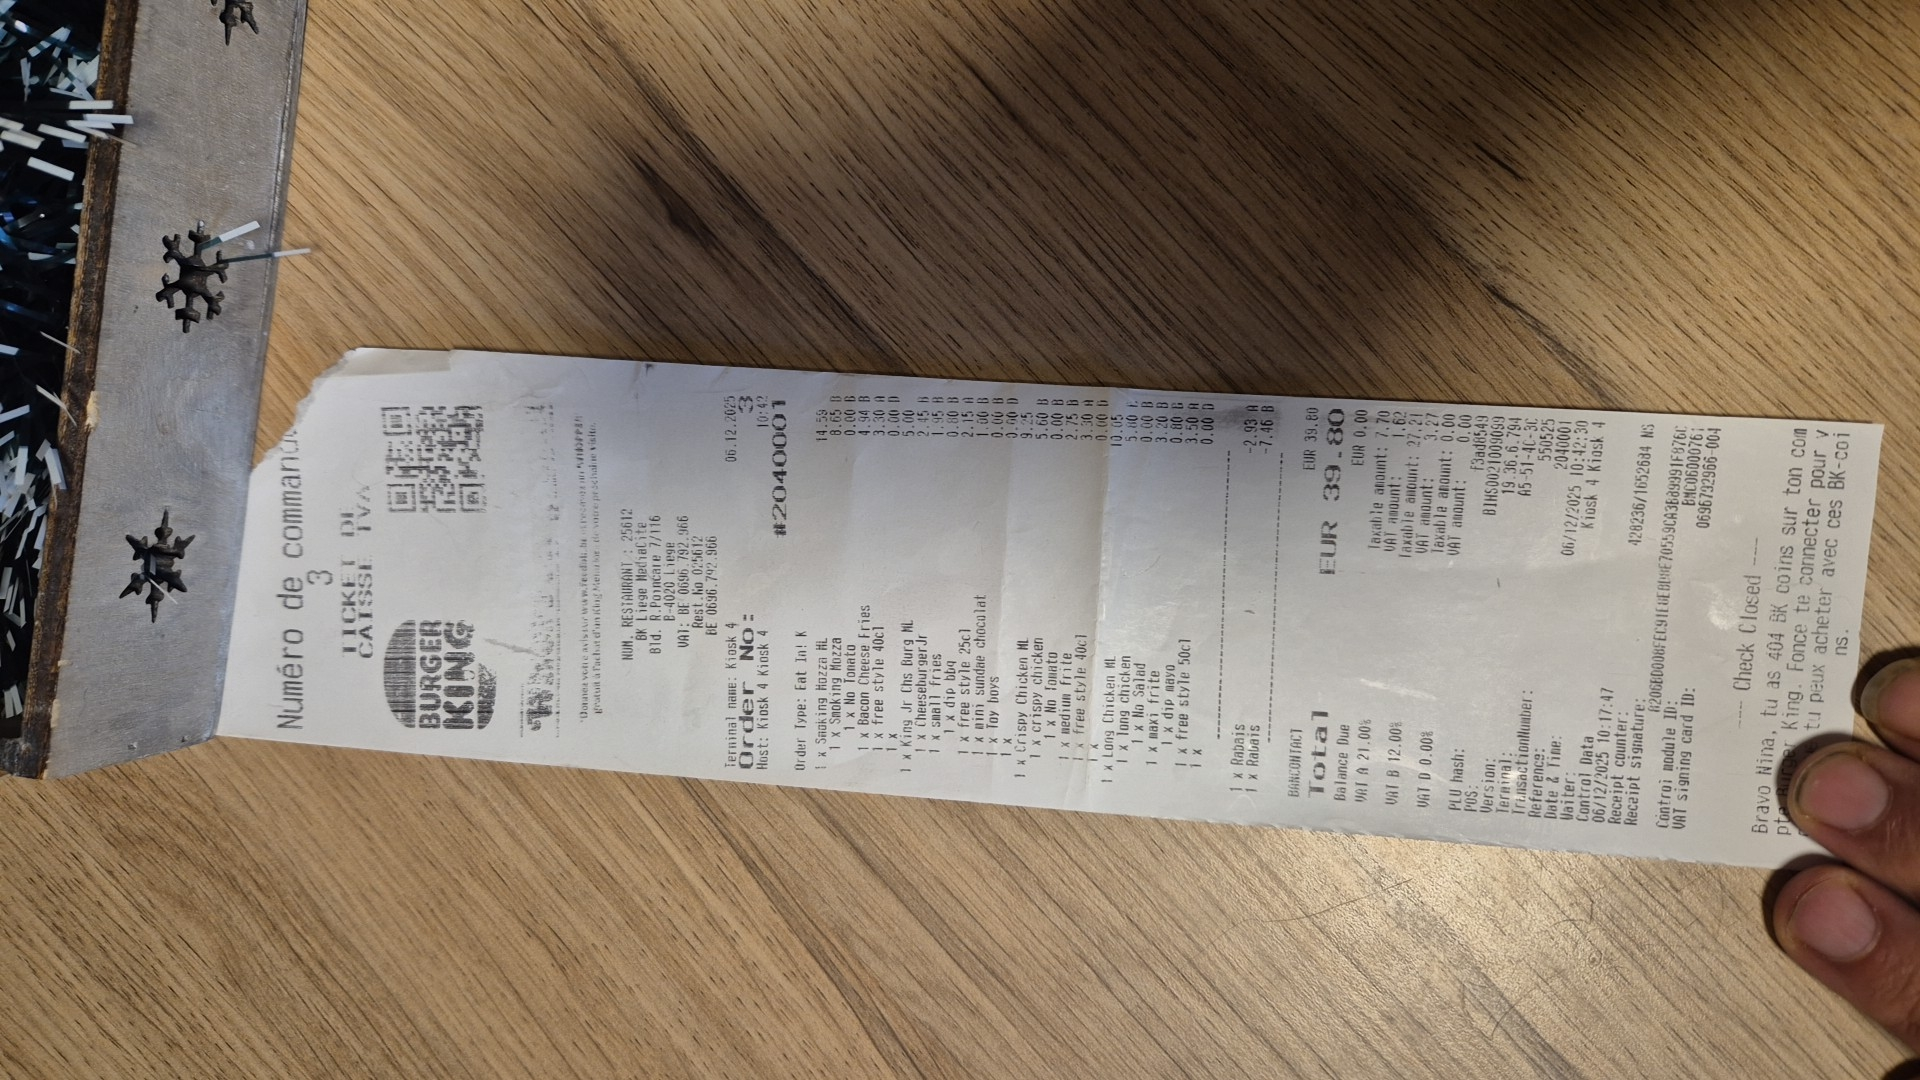 Numéro de commande
3
TICKET DE
CAISSE TVA
BURGER
KING
NUM. RESTAURANT : 25612
BK Liege MediaCite
Bld. R.Poincare 7/116
B-4020 Liege
VAT: BE 0696.792.966
Rest.No 025612
BE 0696.792.966
Terminal name: Kiosk 4 06.12.2025
Order No: 3
Host: Kiosk 4 Kiosk 4 10:42
#2040001
Order Type: Eat In! K
1 x Smoking Mozza ML 14.59
1 x Smoking Mozza 8.65 B
1 x No Tomato 0.00 B
1 x Bacon Cheese Fries 4.94 B
1 x free style 40cl 3.30 A
1 x 0.00 D
1 x King Jr Chs Burg ML 5.00
1 x CheeseburgerJr 2.45 B
1 x small fries 1.95 B
1 x dip bbq 0.00 B
1 x free style 25cl 2.15 A
1 x mini sundae chocolat 1.00 B
1 x Toy boys 0.00 B
1 x 0.00 D
1 x Crispy Chicken ML 9.25
1 x crispy chicken 5.60 B
1 x No Tomato 0.00 B
1 x medium frite 2.75 B
1 x free style 40cl 3.30 A
1 x 0.00 D
1 x Long Chicken ML 10.05
1 x long chicken 5.80
1 x No Salad 0.00 B
1 x maxi frite 3.20 B
1 x dip mayo 0.80 B
1 x free style 50cl 3.50 A
1 x 0.00 D
1 x Rabais -2.93 A
1 x Rabais -7.46 B
BANCONTACT EUR 39.80
Total EUR 39.80
Balance Due EUR 0.00
VAT A 21.00% Taxable amount: 7.70
VAT amount: 1.62
VAT B 12.00% Taxable amount: 27.21
VAT amount: 3.27
VAT D 0.00% Taxable amount: 0.00
VAT amount: 0.00
PLU hash: F3ad8549
POS: BIHS002109099
Version: 19.36.6.794
Terminal: A5-51-4C-3C
TransactionNumber: 550525
Reference: 2040001
Date & Time: 06/12/2025 10:42:30
Waiter: Kiosk 4 Kiosk 4
Control Data
06/12/2025 10:17:47
Receipt counter: 428236/1652684 NS
Receipt signature:
Control module ID:
VAT signing card ID: 0696792966-004
---- Check Closed ----
Bravo Nina, tu as 404 BK coins sur ton com
King. Fonce te connecter pour v
tu peux acheter avec ces BK-coi
ns.